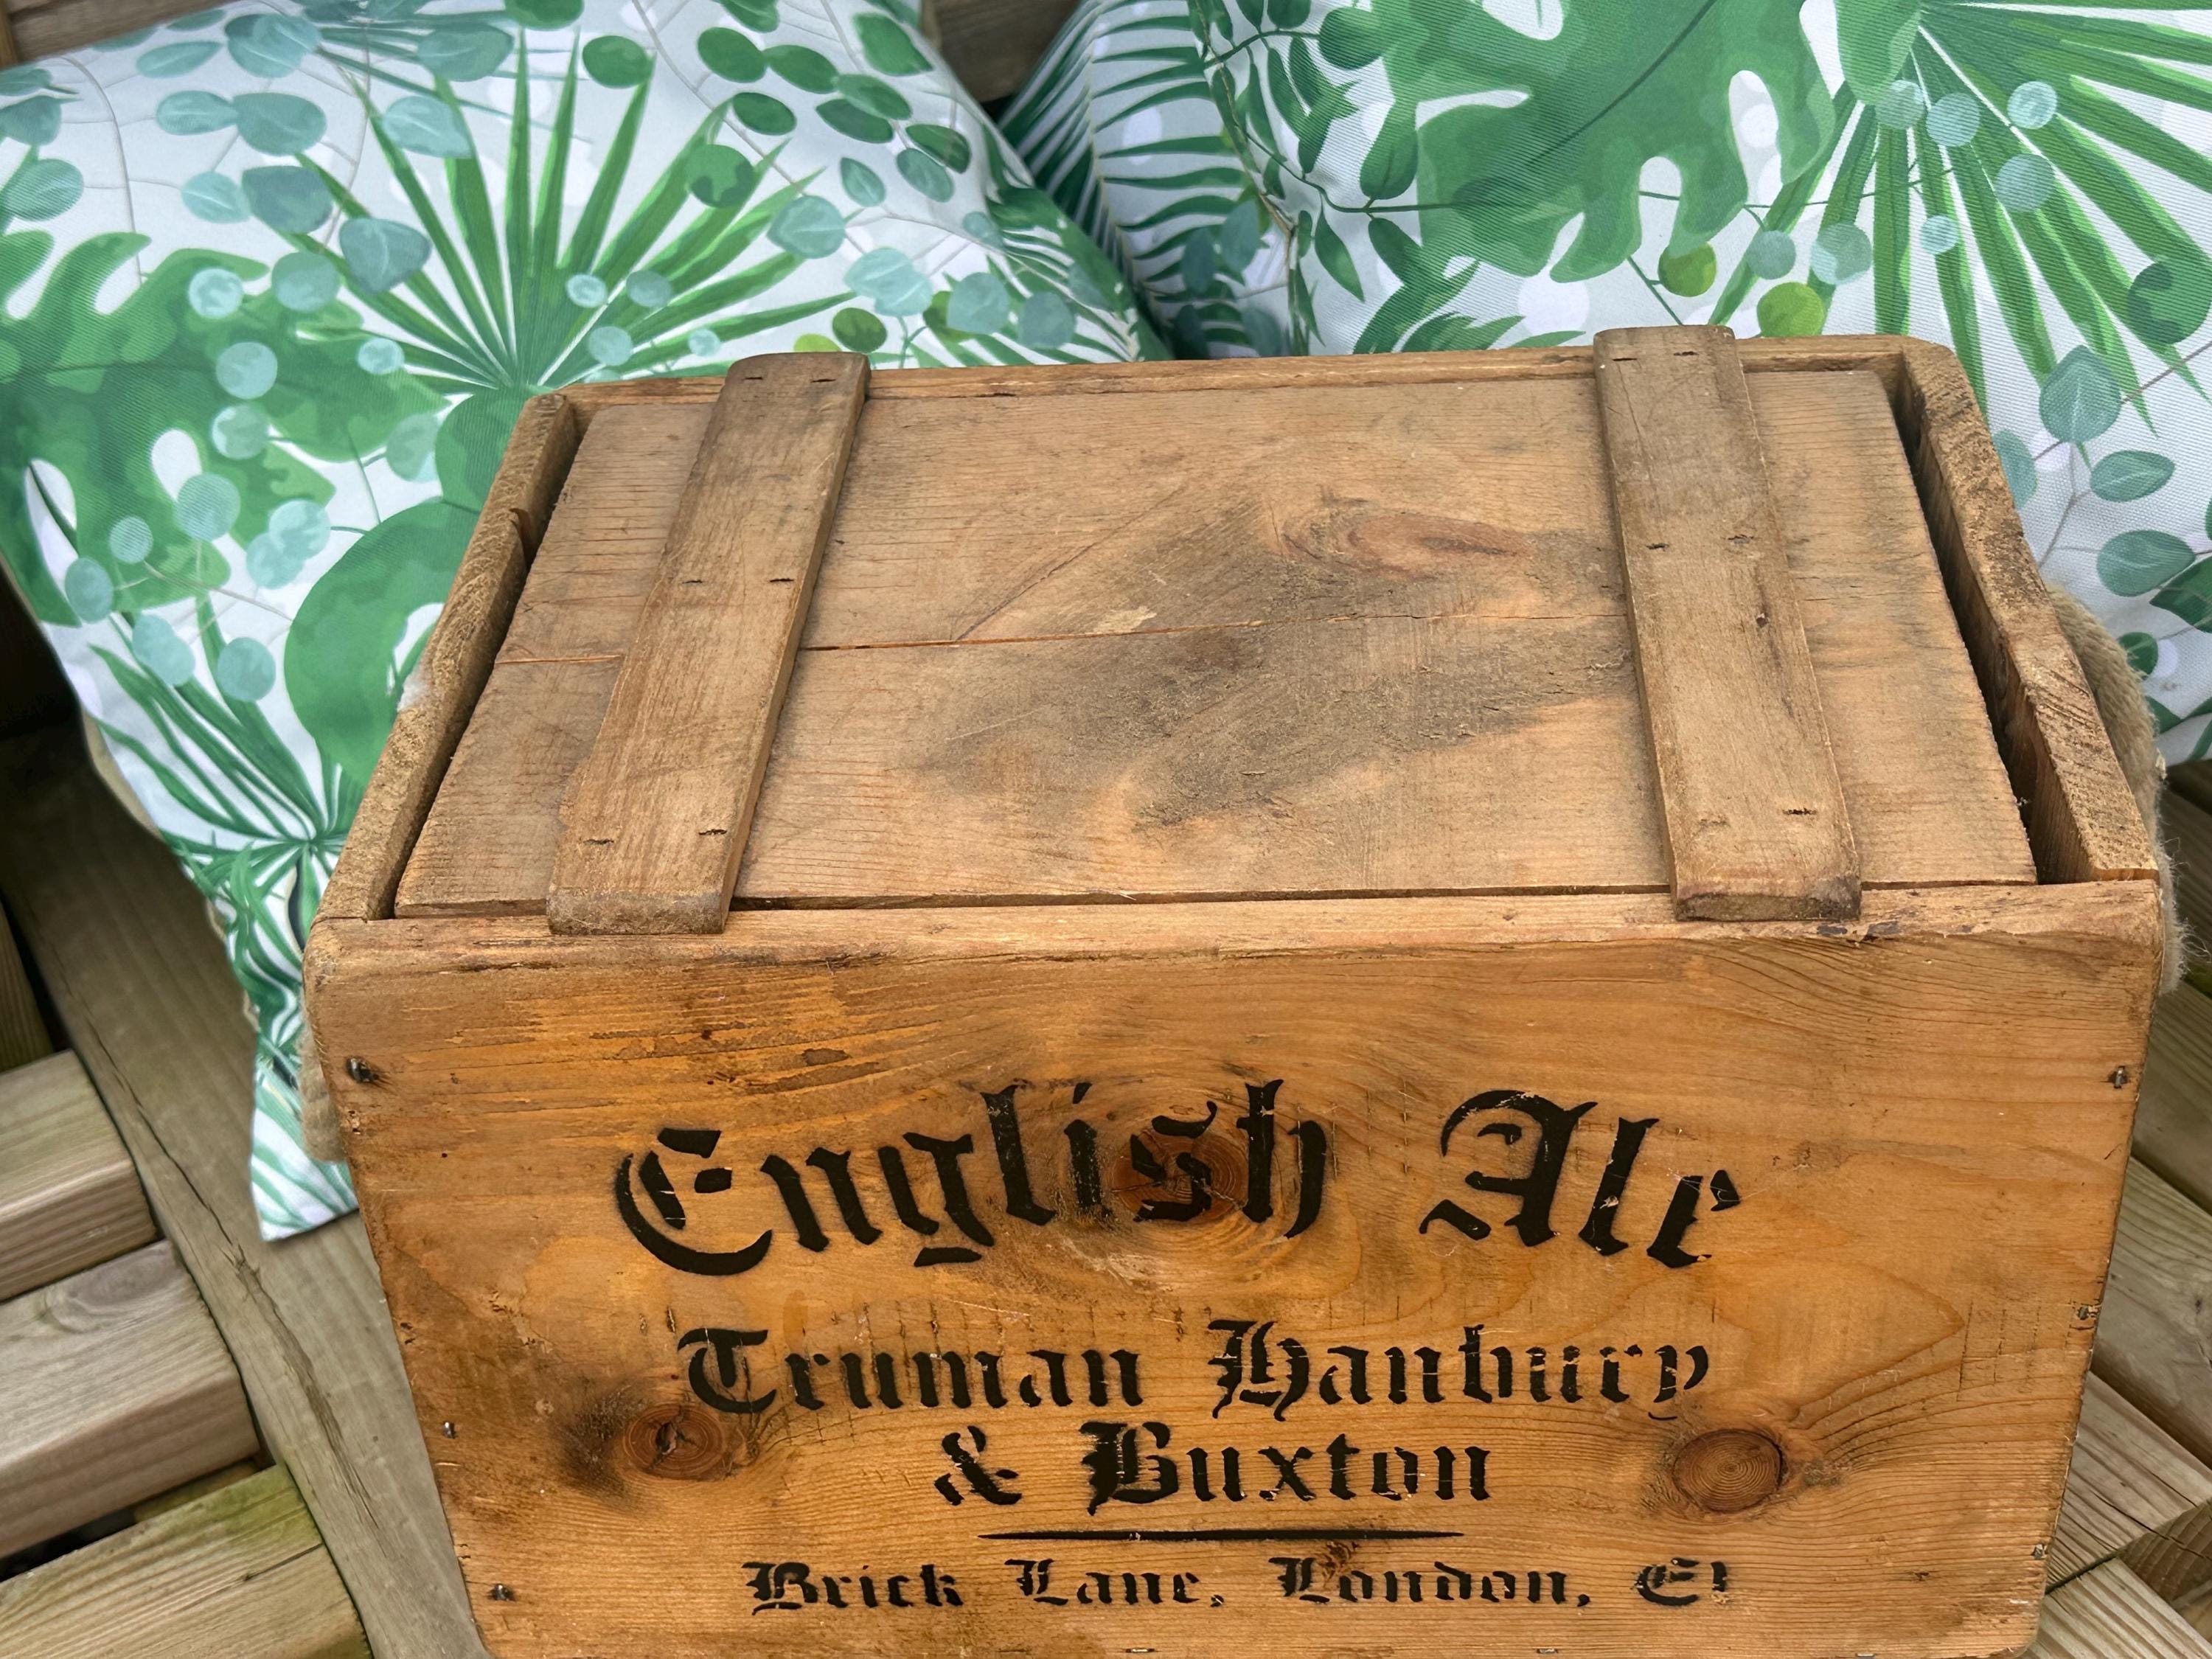 English Ale
Truman Hanbury
& Buxton
Brick Lane, London, E1